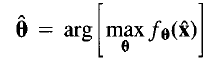 θ̂ = arg[max_θ f_θ(x̂)]